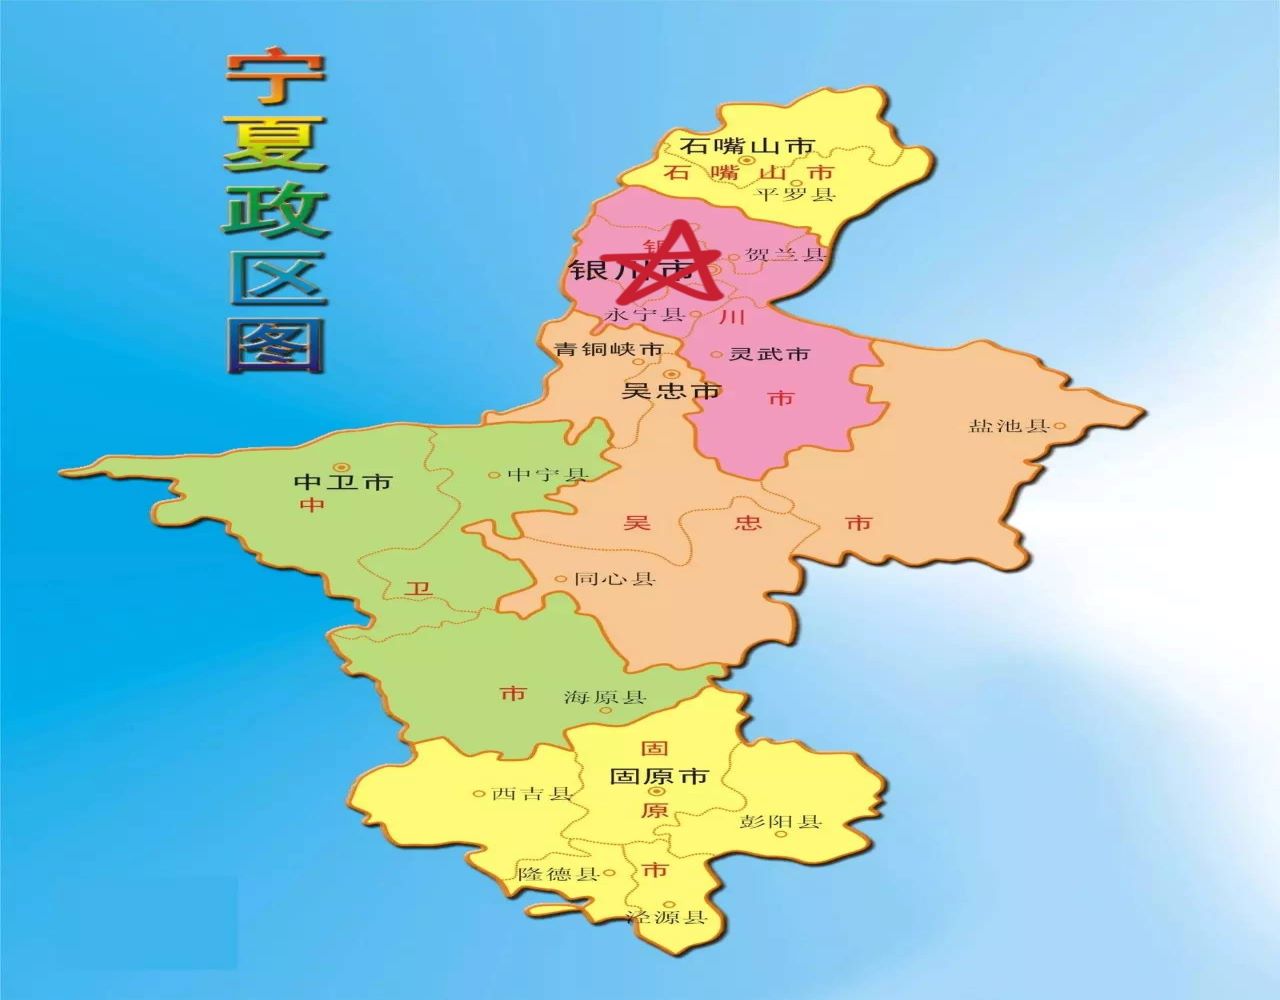 宁夏政区图
石嘴山市
石嘴山市
平罗县
银
贺兰县
银川市
永宁县
川
青铜峡市
灵武市
吴忠市
市
盐池县
中卫市
中宁县
中
吴忠市
同心县
卫
市
海原县
固
固原市
西吉县
原
彭阳县
隆德县
市
泾源县